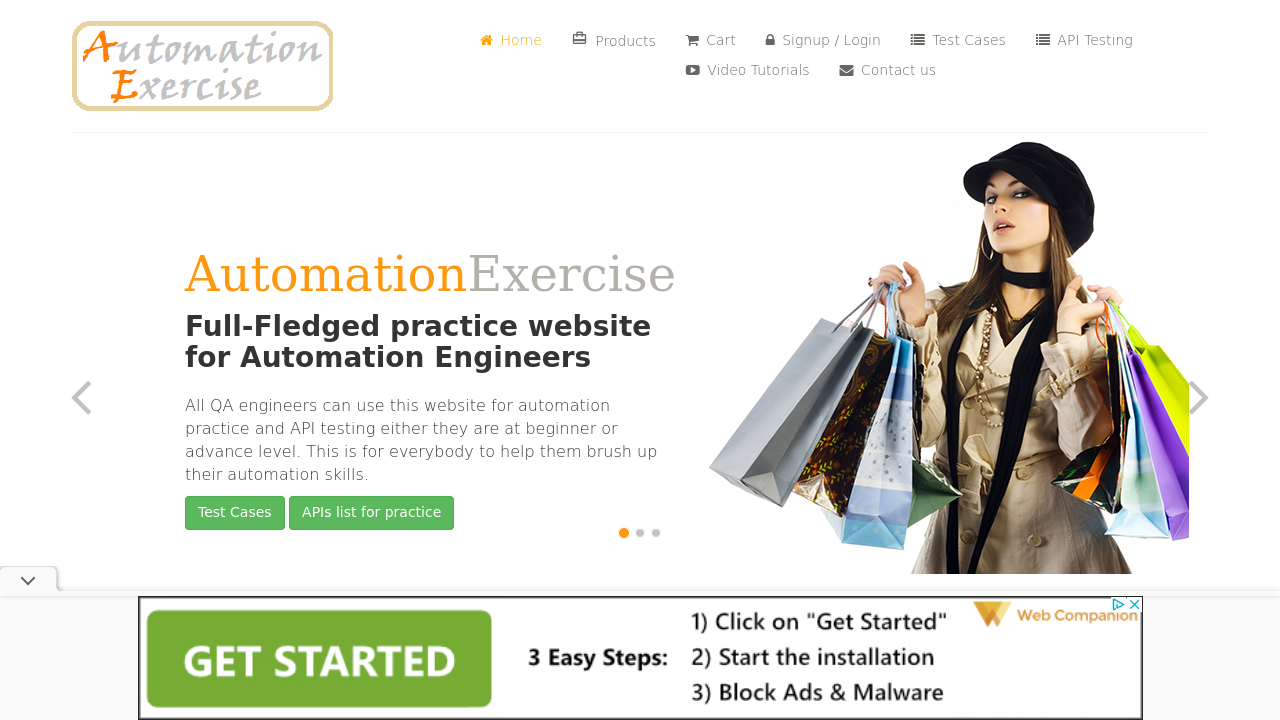 Automation
Exercise
Home Products Cart Signup / Login Test Cases API Testing
Video Tutorials Contact us
AutomationExercise
Full-Fledged practice website
for Automation Engineers
All QA engineers can use this website for automation
practice and API testing either they are at beginner or
advance level. This is for everybody to help them brush up
their automation skills.
Test Cases APIs list for practice
GET STARTED
3 Easy Steps:
1) Click on "Get Started"
2) Start the installation
3) Block Ads & Malware
Web Companion